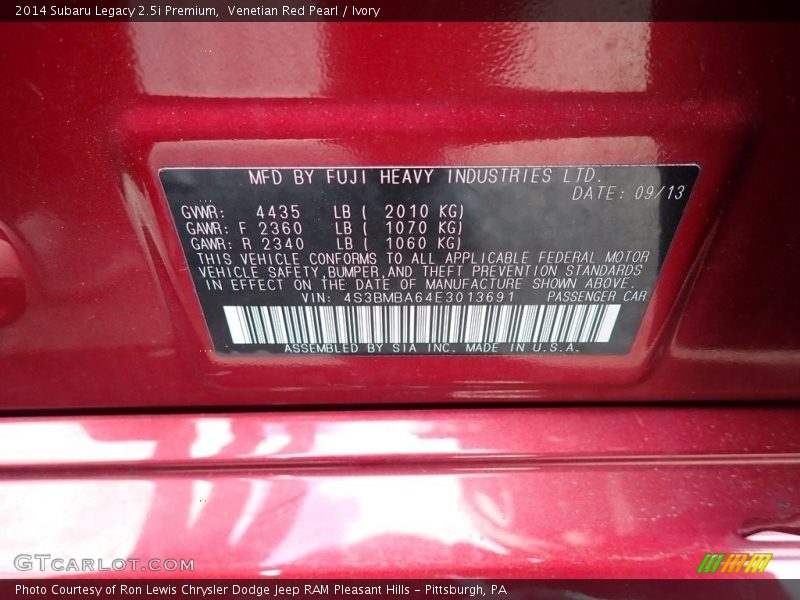 2014 Subaru Legacy 2.5i Premium,  Venetian Red Pearl / Ivory
MFD BY FUJI HEAVY INDUSTRIES LTD.
DATE: 09/13
GVWR: 4435 LB ( 2010 KG)
GAWR: F 2360 LB ( 1070 KG)
GAWR: R 2340 LB ( 1060 KG)
THIS VEHICLE CONFORMS TO ALL APPLICABLE FEDERAL MOTOR
VEHICLE SAFETY,BUMPER,AND THEFT PREVENTION STANDARDS
IN EFFECT ON THE DATE OF MANUFACTURE SHOWN ABOVE.
VIN: 4S3BMBA64E3013691 PASSENGER CAR
ASSEMBLED BY SIA INC. MADE IN U.S.A.
GTCarLot.com
Photo Courtesy of Ron Lewis Chrysler Dodge Jeep RAM Pleasant Hills - Pittsburgh, PA